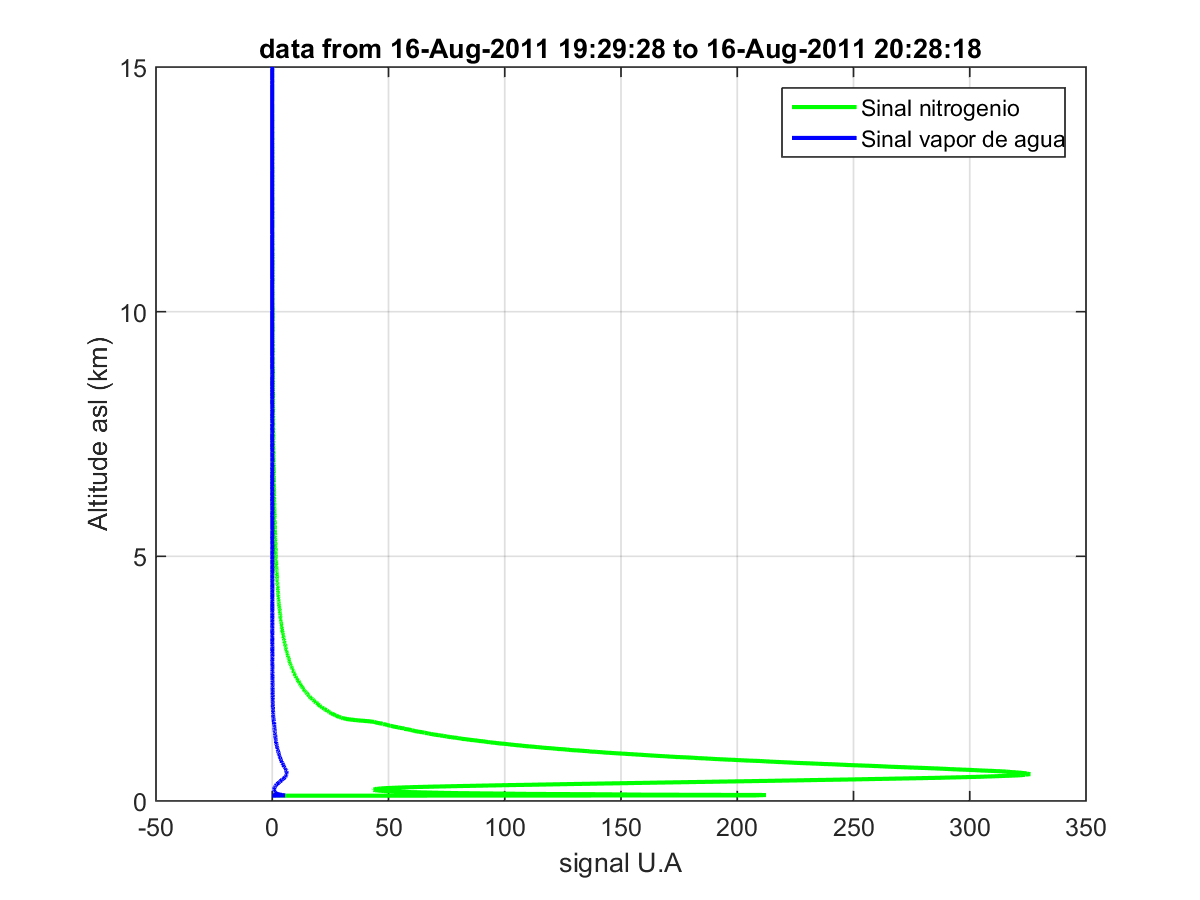 data from 16-Aug-2011 19:29:28 to 16-Aug-2011 20:28:18
Sinal nitrogenio
Sinal vapor de agua
15
10
5
0
Altitude asl (km)
-50 0 50 100 150 200 250 300 350
signal U.A